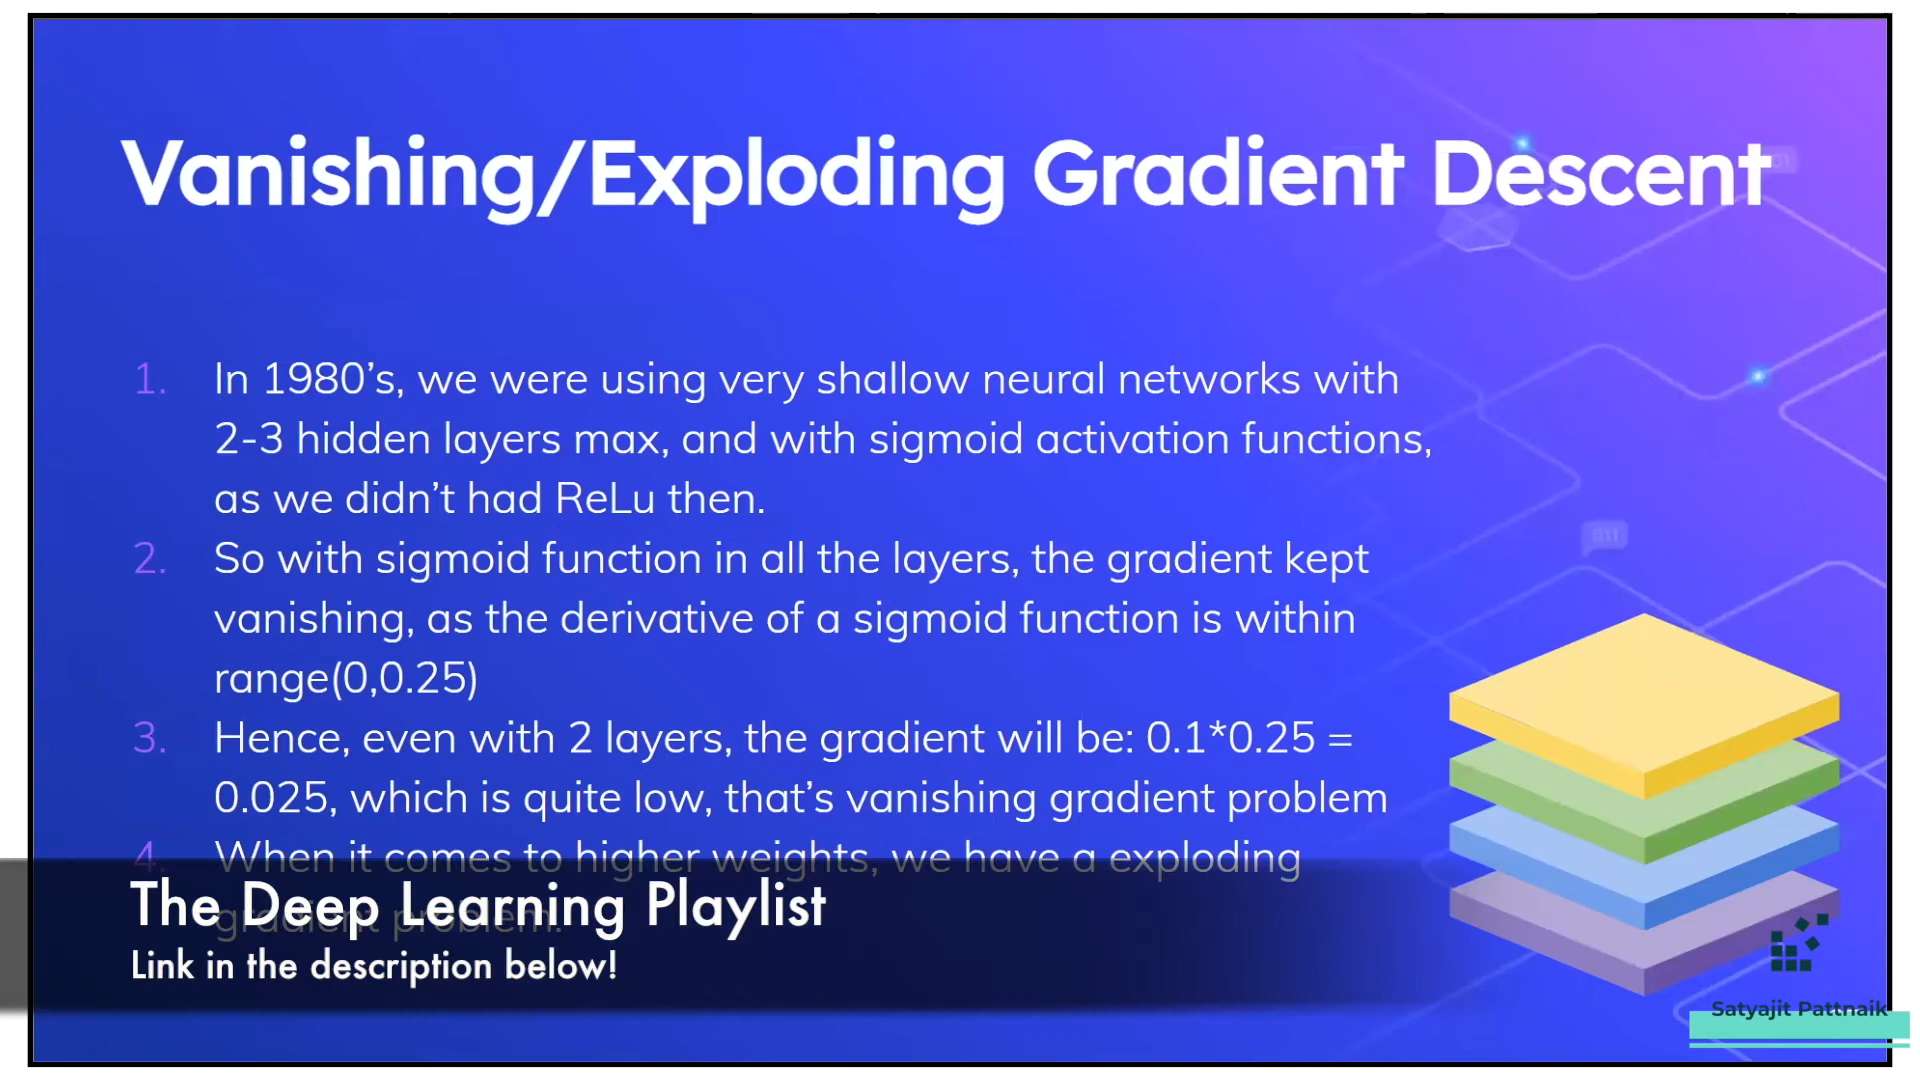 Vanishing/Exploding Gradient Descent
1. In 1980’s, we were using very shallow neural networks with
2-3 hidden layers max, and with sigmoid activation functions,
as we didn’t had ReLu then.
2. So with sigmoid function in all the layers, the gradient kept
vanishing, as the derivative of a sigmoid function is within
range(0,0.25)
3. Hence, even with 2 layers, the gradient will be: 0.1*0.25 =
0.025, which is quite low, that’s vanishing gradient problem
4. When it comes to higher weights, we have a exploding
gradient problem.
The Deep Learning Playlist
Link in the description below!
Satyajit Pattnaik